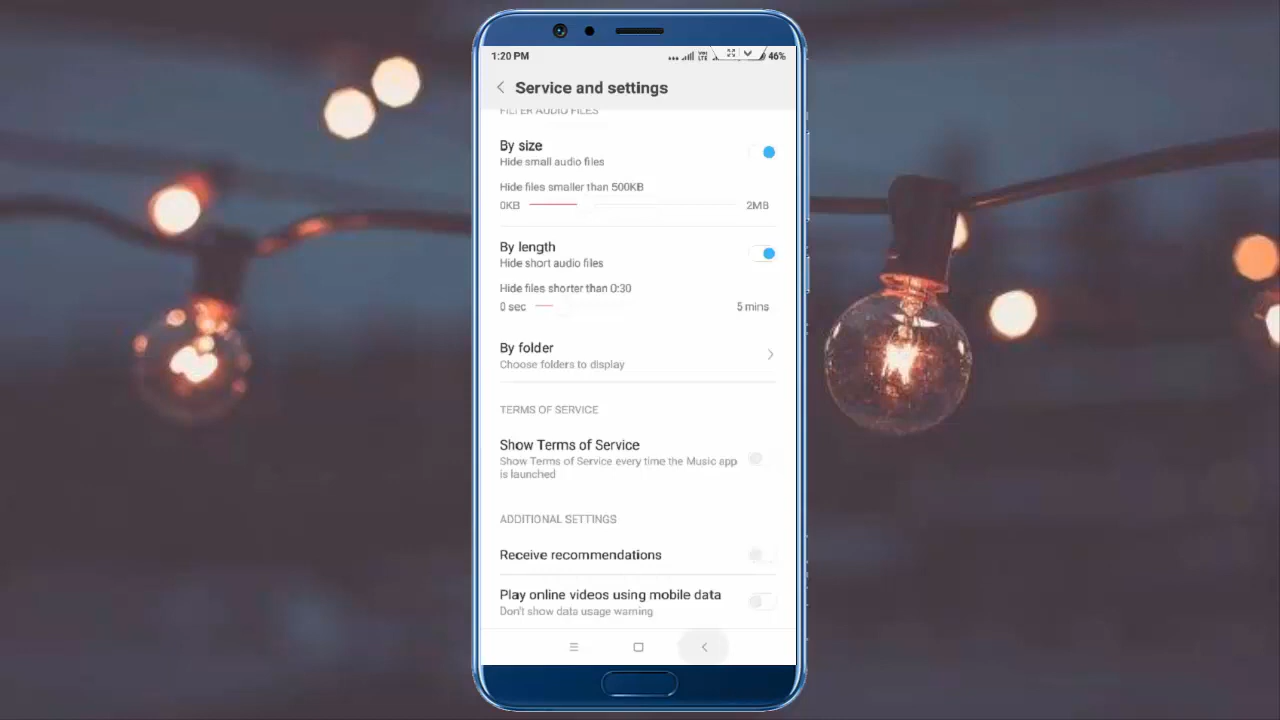 1:20 PM
46%
Service and settings
FILTER AUDIO FILES
By size
Hide small audio files
Hide files smaller than 500KB
0KB
2MB
By length
Hide short audio files
Hide files shorter than 0:30
0 sec
5 mins
By folder
Choose folders to display
TERMS OF SERVICE
Show Terms of Service
Show Terms of Service every time the Music app
is launched
ADDITIONAL SETTINGS
Receive recommendations
Play online videos using mobile data
Don't show data usage warning